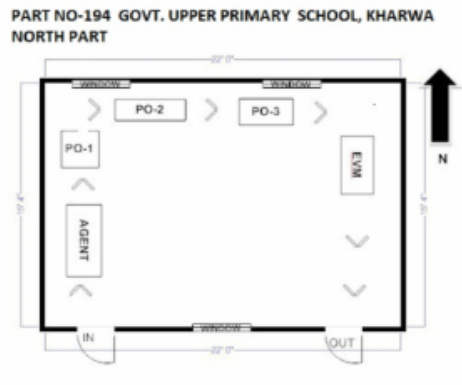 PART NO-194 GOVT. UPPER PRIMARY SCHOOL, KHARWA
NORTH PART
22' 0"
WINDOW
WINDOW
PO-2
PO-3
PO-1
EVM
N
AGENT
WINDOW
IN
OUT
22' 0"